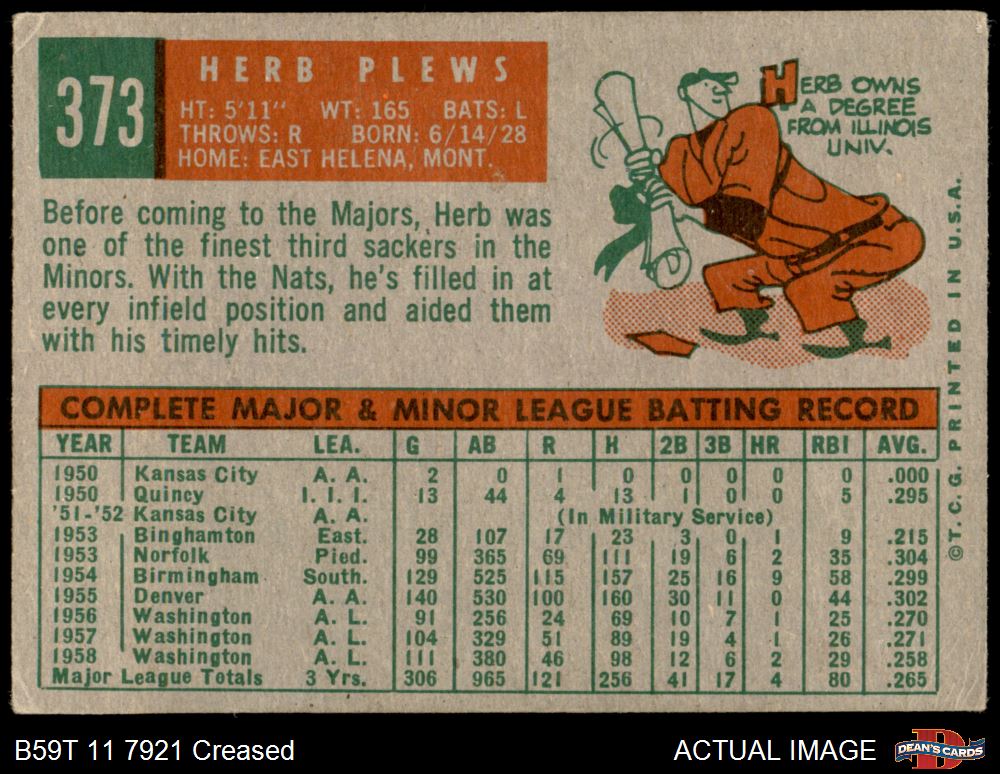 373
HERB PLEWS
HT: 5'11" WT: 165 BATS: L
THROWS: R BORN: 6/14/28
HOME: EAST HELENA, MONT.
HERB OWNS
A DEGREE
FROM ILLINOIS
UNIV.
Before coming to the Majors, Herb was
one of the finest third sackers in the
Minors. With the Nats, he's filled in at
every infield position and aided them
with his timely hits.
COMPLETE MAJOR & MINOR LEAGUE BATTING RECORD
YEAR TEAM LEA. G AB R H 2B 3B HR RBI AVG.
1950 Kansas City A. A. 2 0 1 0 0 0 0 0 .000
1950 Quincy I. I. I. 13 44 4 13 1 0 0 5 .295
'51-'52 Kansas City A. A. (In Military Service)
1953 Binghamton East. 28 107 17 23 3 0 1 9 .215
1953 Norfolk Pied. 99 365 69 111 19 6 2 35 .304
1954 Birmingham South. 129 525 115 157 25 16 9 58 .299
1955 Denver A. A. 140 530 100 160 30 11 0 44 .302
1956 Washington A. L. 91 256 24 69 10 7 1 25 .270
1957 Washington A. L. 104 329 51 89 19 4 1 26 .271
1958 Washington A. L. 111 380 46 98 12 6 2 29 .258
Major League Totals 3 Yrs. 306 965 121 256 41 17 4 80 .265
©T. C. G. PRINTED IN U.S.A.
B59T 11 7921 Creased
ACTUAL IMAGE
D
DEAN'S CARDS